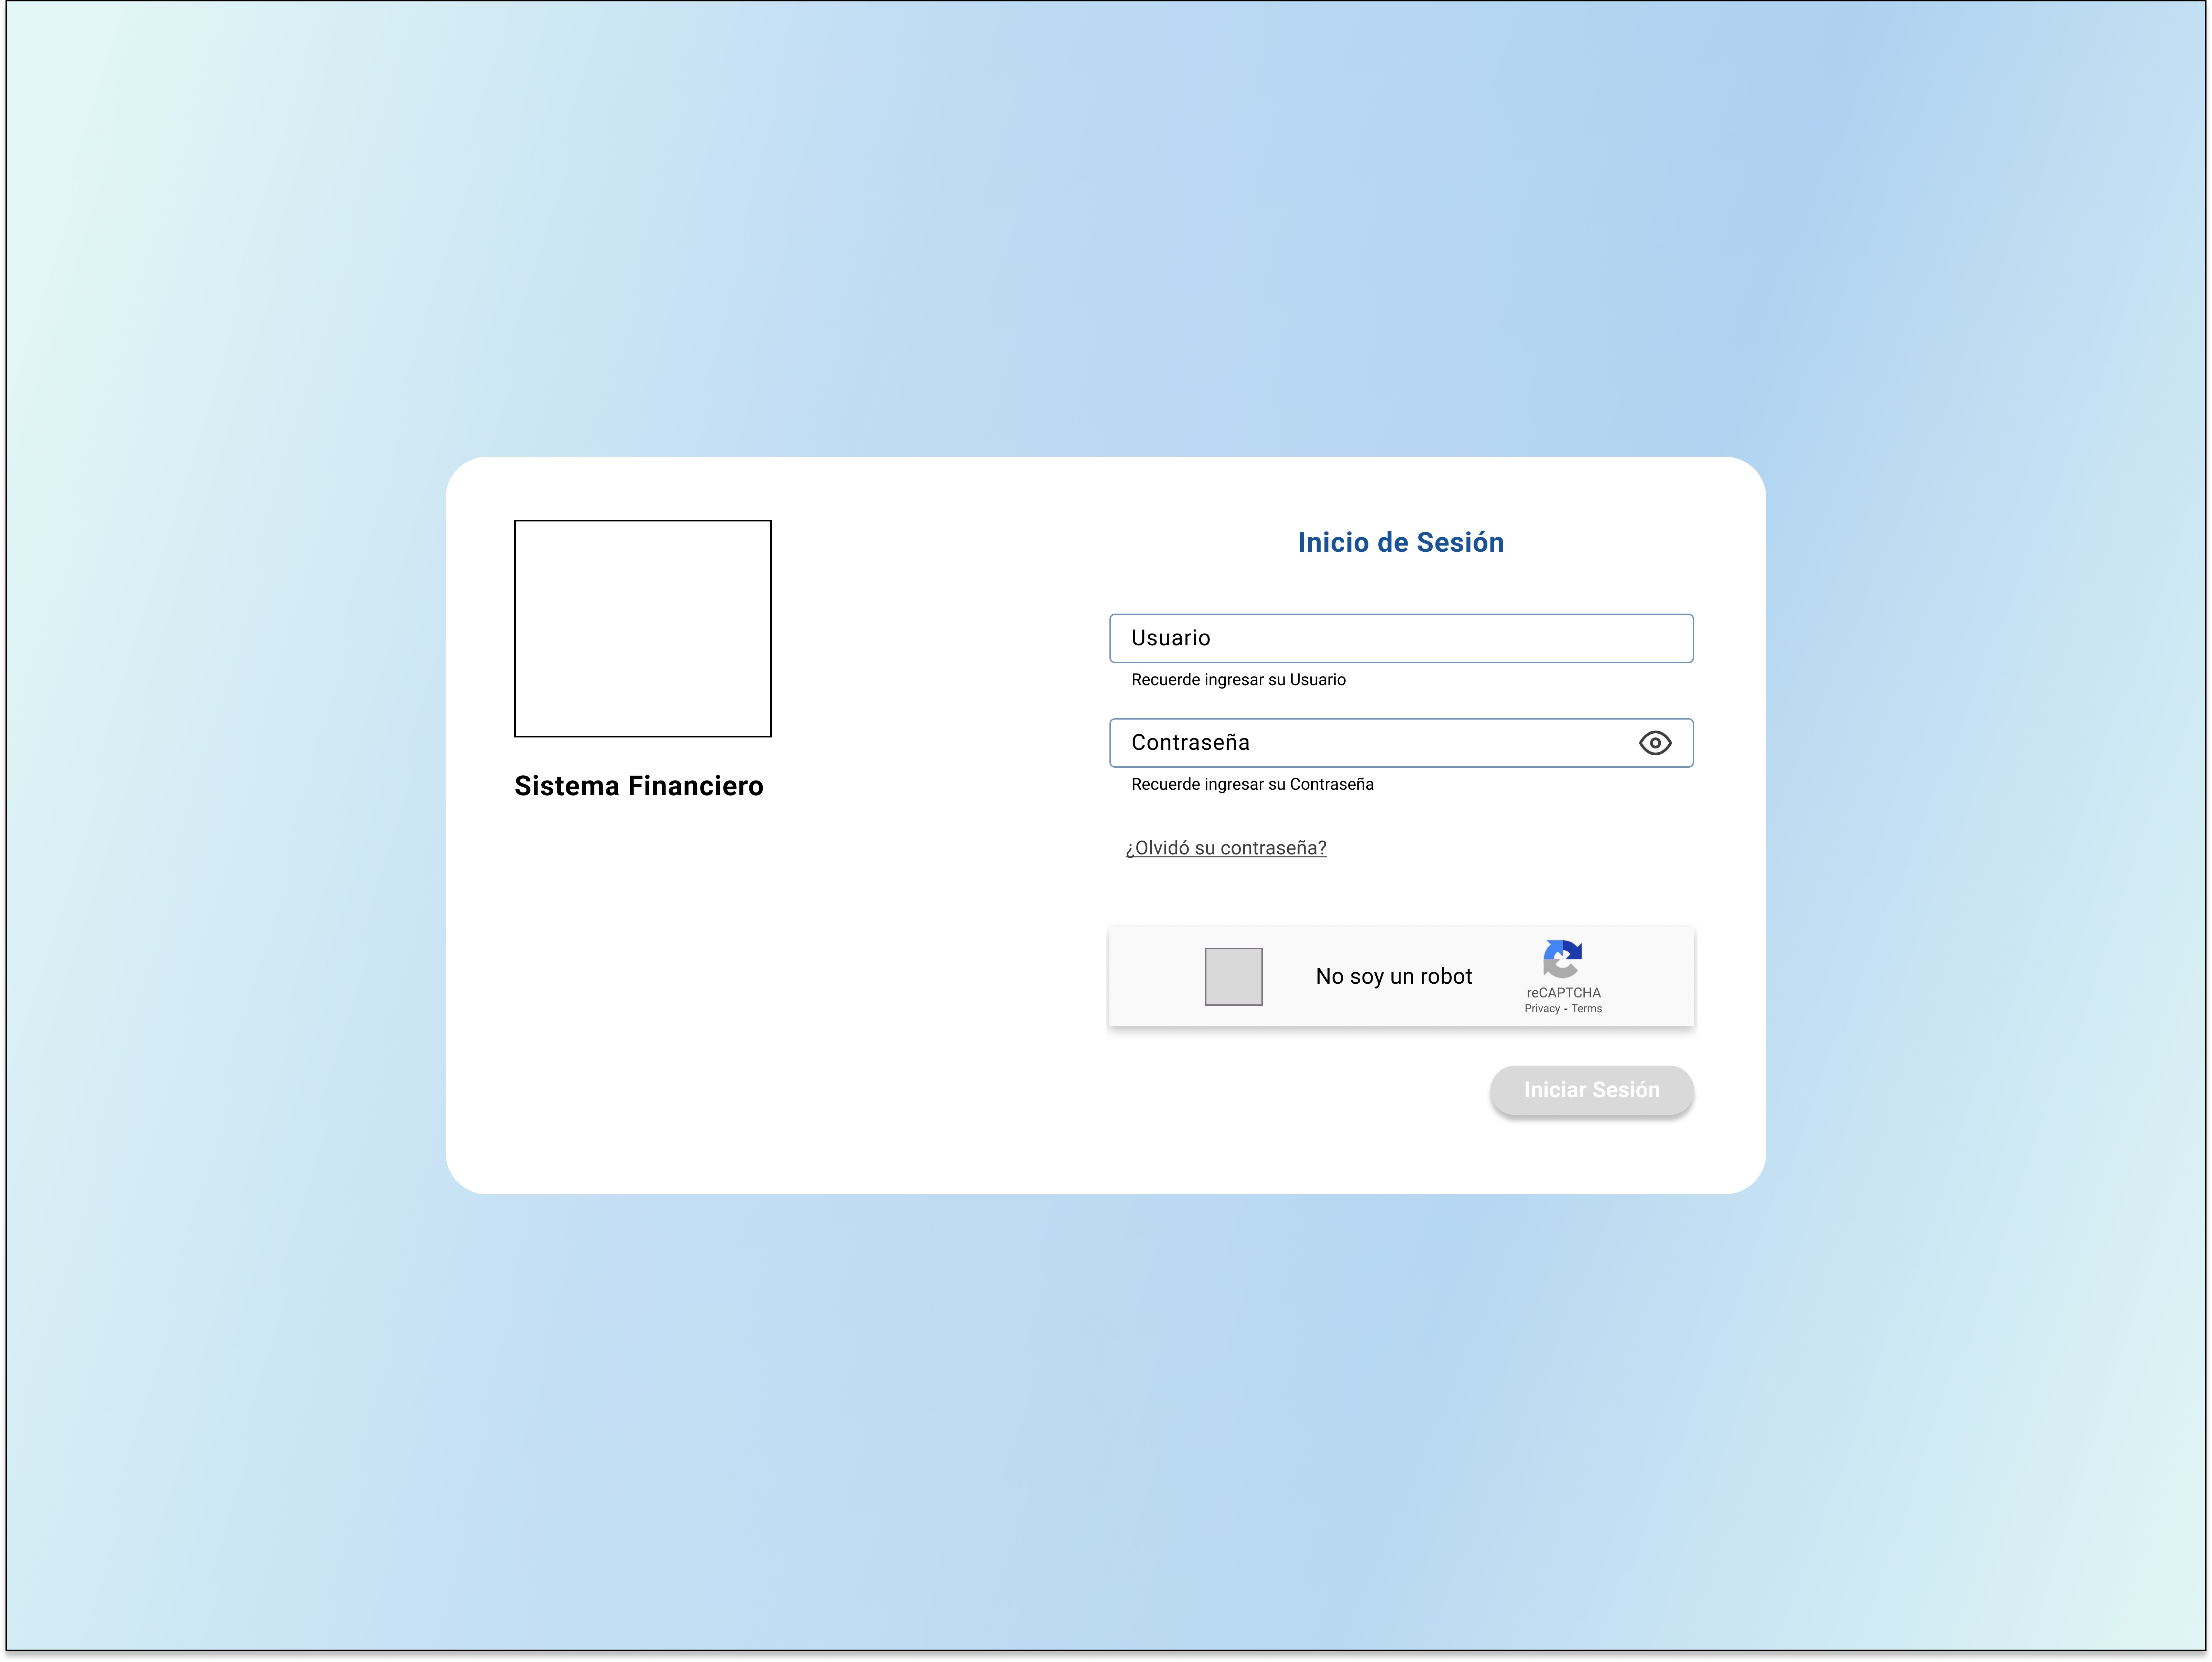 Sistema Financiero
Inicio de Sesión
Usuario
Recuerde ingresar su Usuario
Contraseña
Recuerde ingresar su Contraseña
¿Olvidó su contraseña?
No soy un robot
reCAPTCHA
Privacy - Terms
Iniciar Sesión